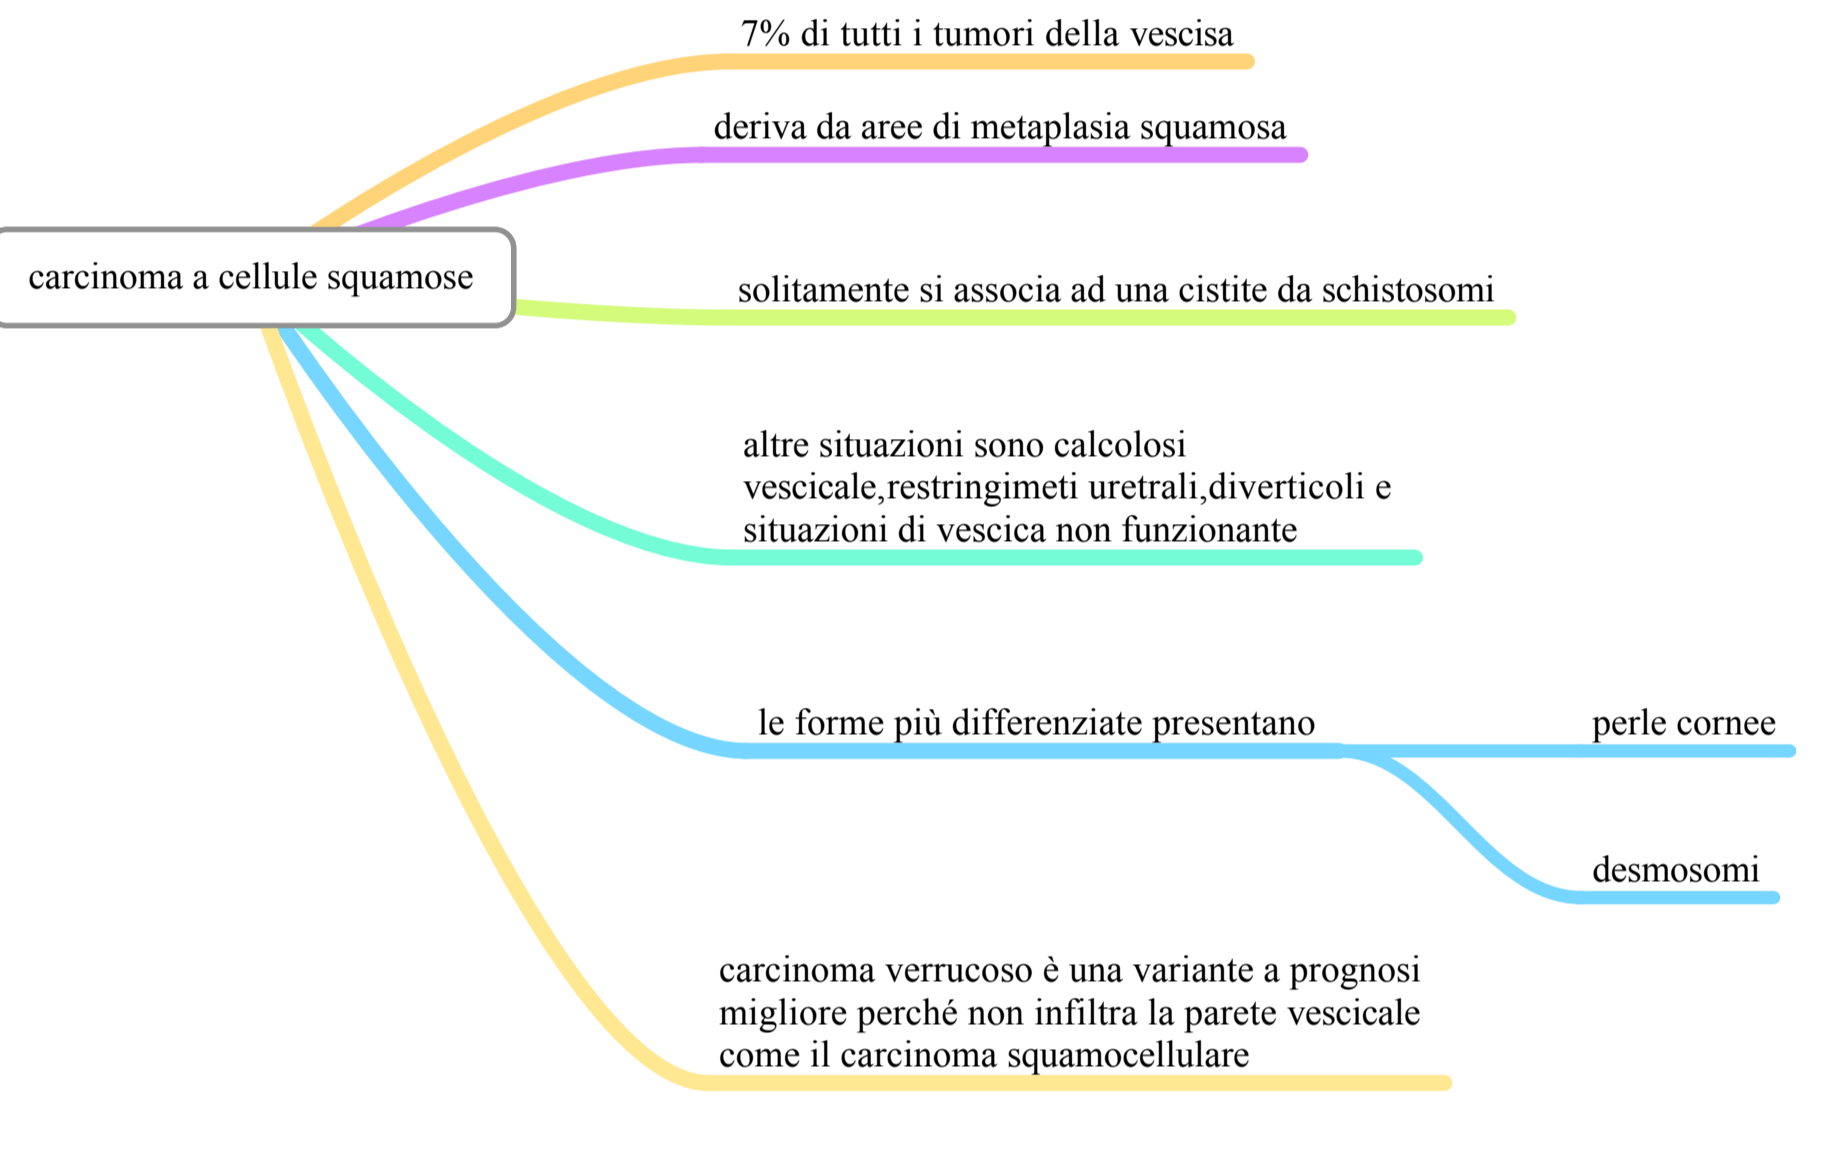 7% di tutti i tumori della vescisa
deriva da aree di metaplasia squamosa
carcinoma a cellule squamose
solitamente si associa ad una cistite da schistosomi
altre situazioni sono calcolosi
vescicale,restringimeti uretrali,diverticoli e
situazioni di vescica non funzionante
le forme più differenziate presentano
perle cornee
desmosomi
carcinoma verrucoso è una variante a prognosi
migliore perché non infiltra la parete vescicale
come il carcinoma squamocellulare